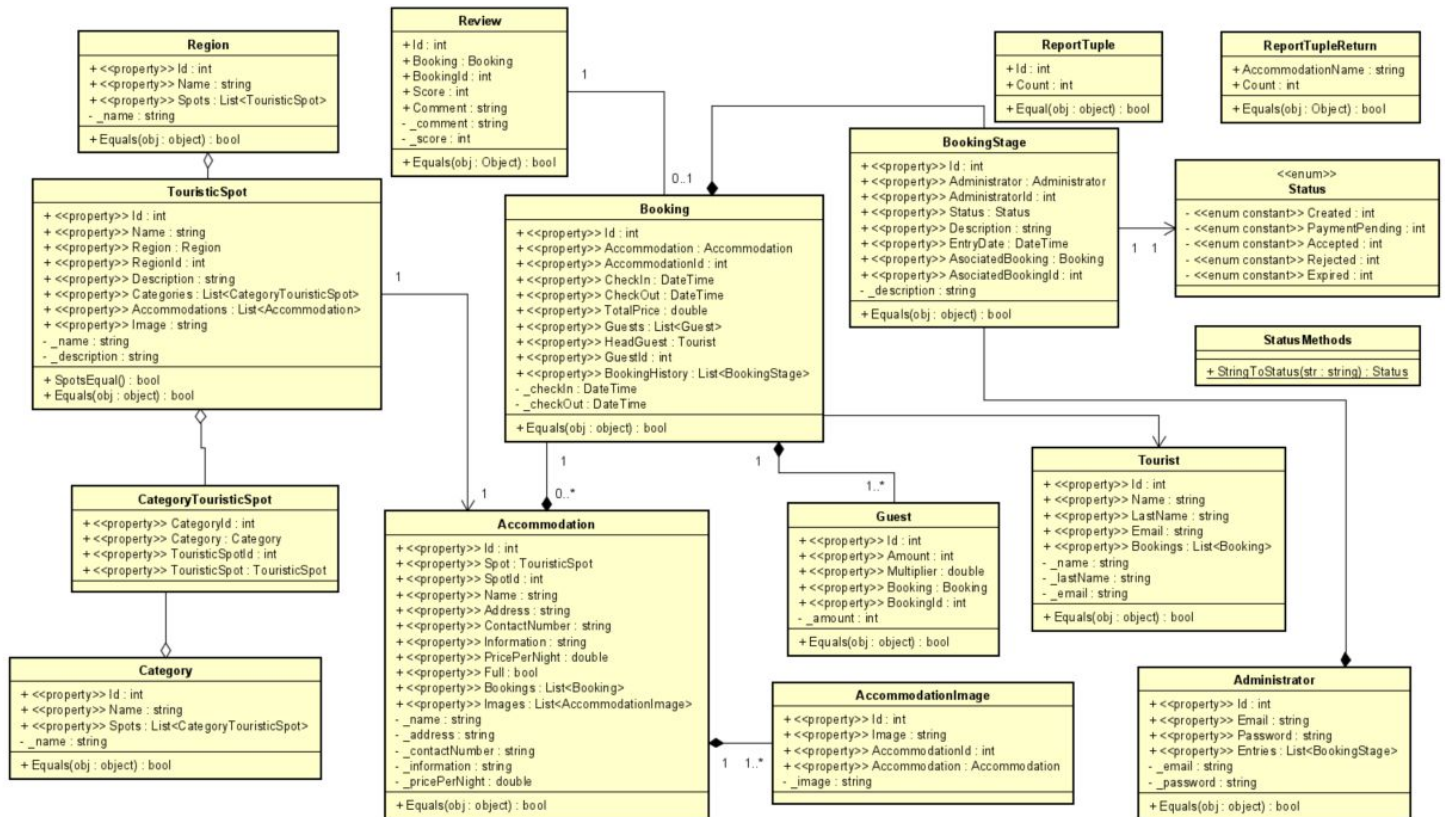 Region
+ <<property>> Id : int
+ <<property>> Name : string
+ <<property>> Spots : List<TouristicSpot>
- _name : string
+ Equals(obj : object) : bool
Review
+ Id : int
+ Booking : Booking
+ BookingId : int
+ Score : int
+ Comment : string
- _comment : string
- _score : int
+ Equals(obj : Object) : bool
1
0..1
ReportTuple
+ Id : int
+ Count : int
+ Equal(obj : object) : bool
ReportTupleReturn
+ AccommodationName : string
+ Count : int
+ Equals(obj : Object) : bool
TouristicSpot
+ <<property>> Id : int
+ <<property>> Name : string
+ <<property>> Region : Region
+ <<property>> RegionId : int
+ <<property>> Description : string
+ <<property>> Categories : List<CategoryTouristicSpot>
+ <<property>> Accommodations : List<Accommodation>
+ <<property>> Image : string
- _name : string
- _description : string
+ SpotsEqual() : bool
+ Equals(obj : object) : bool
1
1
Booking
+ <<property>> Id : int
+ <<property>> Accommodation : Accommodation
+ <<property>> AccommodationId : int
+ <<property>> CheckIn : DateTime
+ <<property>> CheckOut : DateTime
+ <<property>> TotalPrice : double
+ <<property>> Guests : List<Guest>
+ <<property>> HeadGuest : Tourist
+ <<property>> GuestId : int
+ <<property>> BookingHistory : List<BookingStage>
- _checkIn : DateTime
- _checkOut : DateTime
+ Equals(obj : object) : bool
1
0..*
1
1..*
BookingStage
+ <<property>> Id : int
+ <<property>> Administrator : Administrator
+ <<property>> AdministratorId : int
+ <<property>> Status : Status
+ <<property>> Description : string
+ <<property>> EntryDate : DateTime
+ <<property>> AsociatedBooking : Booking
+ <<property>> AsociatedBookingId : int
- _description : string
+ Equals(obj : object) : bool
1 1
<<enum>>
Status
- <<enum constant>> Created : int
- <<enum constant>> PaymentPending : int
- <<enum constant>> Accepted : int
- <<enum constant>> Rejected : int
- <<enum constant>> Expired : int
StatusMethods
+ StringToStatus(str : string) : Status
CategoryTouristicSpot
+ <<property>> CategoryId : int
+ <<property>> Category : Category
+ <<property>> TouristicSpotId : int
+ <<property>> TouristicSpot : TouristicSpot
Category
+ <<property>> Id : int
+ <<property>> Name : string
+ <<property>> Spots : List<CategoryTouristicSpot>
- _name : string
+ Equals(obj : object) : bool
Accommodation
+ <<property>> Id : int
+ <<property>> Spot : TouristicSpot
+ <<property>> SpotId : int
+ <<property>> Name : string
+ <<property>> Address : string
+ <<property>> ContactNumber : string
+ <<property>> Information : string
+ <<property>> PricePerNight : double
+ <<property>> Full : bool
+ <<property>> Bookings : List<Booking>
+ <<property>> Images : List<AccommodationImage>
- _name : string
- _address : string
- _contactNumber : string
- _information : string
- _pricePerNight : double
+ Equals(obj : object) : bool
1 1..*
Guest
+ <<property>> Id : int
+ <<property>> Amount : int
+ <<property>> Multiplier : double
+ <<property>> Booking : Booking
+ <<property>> BookingId : int
- _amount : int
+ Equals(obj : object) : bool
Tourist
+ <<property>> Id : int
+ <<property>> Name : string
+ <<property>> LastName : string
+ <<property>> Email : string
+ <<property>> Bookings : List<Booking>
- _name : string
- _lastName : string
- _email : string
+ Equals(obj : object) : bool
AccommodationImage
+ <<property>> Id : int
+ <<property>> Image : string
+ <<property>> AccommodationId : int
+ <<property>> Accommodation : Accommodation
- _image : string
Administrator
+ <<property>> Id : int
+ <<property>> Email : string
+ <<property>> Password : string
+ <<property>> Entries : List<BookingStage>
- _email : string
- _password : string
+ Equals(obj : object) : bool